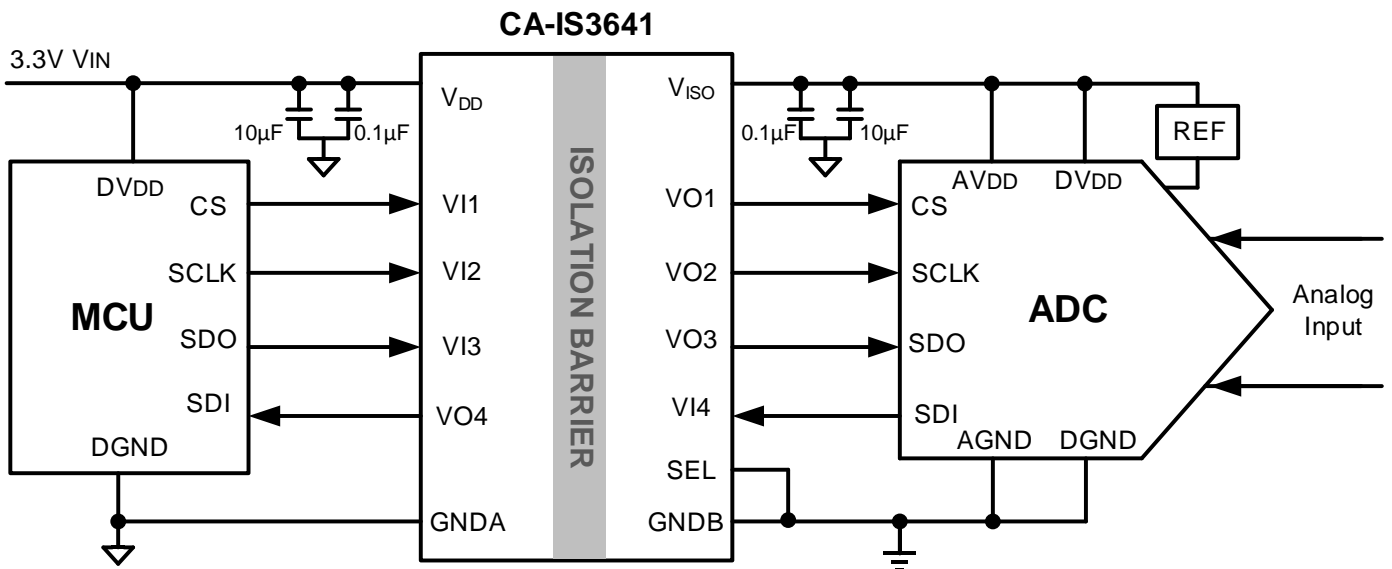 CA-IS3641
3.3V VIN
VDD
10µF
0.1µF
VISO
0.1µF
10µF
REF
ISOLATION BARRIER
MCU
DVDD
CS
SCLK
SDO
SDI
DGND
VI1
VI2
VI3
VO4
GNDA
VO1
VO2
VO3
VI4
SEL
GNDB
ADC
AVDD
DVDD
CS
SCLK
SDO
SDI
AGND
DGND
Analog
Input